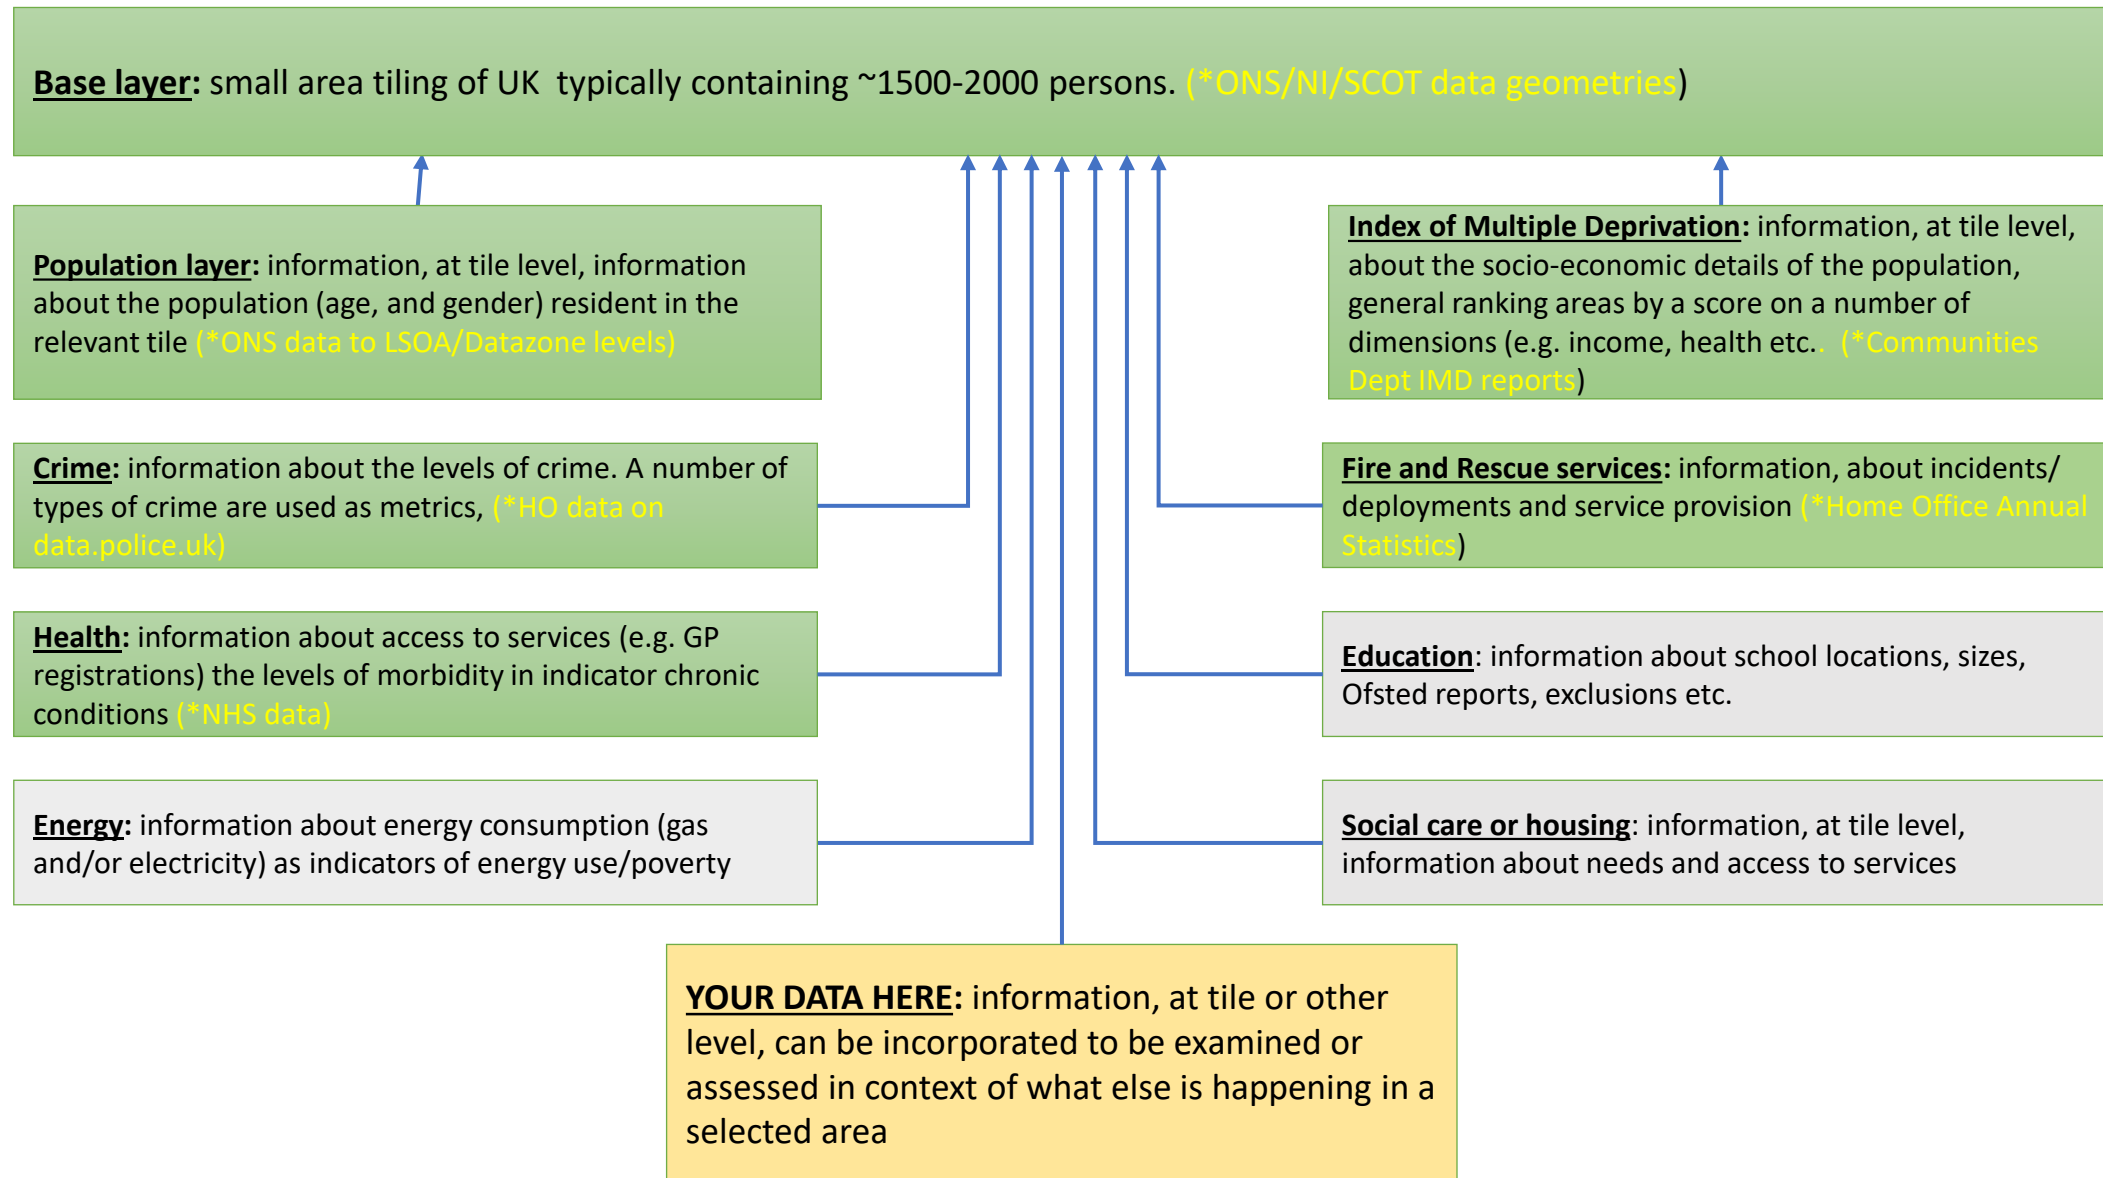 Base layer: small area tiling of UK  typically containing ~1500-2000 persons. (*ONS/NI/SCOT data geometries)
Population layer: information, at tile level, information
about the population (age, and gender) resident in the
relevant tile (*ONS data to LSOA/Datazone levels)
Index of Multiple Deprivation: information, at tile level,
about the socio-economic details of the population,
general ranking areas by a score on a number of
dimensions (e.g. income, health etc..  (*Communities
Dept IMD reports)
Crime: information about the levels of crime. A number of
types of crime are used as metrics, (*HO data on
data.police.uk)
Fire and Rescue services: information, about incidents/
deployments and service provision (*Home Office Annual
Statistics)
Health: information about access to services (e.g. GP
registrations) the levels of morbidity in indicator chronic
conditions (*NHS data)
Education: information about school locations, sizes,
Ofsted reports, exclusions etc.
Energy: information about energy consumption (gas
and/or electricity) as indicators of energy use/poverty
Social care or housing: information, at tile level,
information about needs and access to services
YOUR DATA HERE: information, at tile or other
level, can be incorporated to be examined or
assessed in context of what else is happening in a
selected area